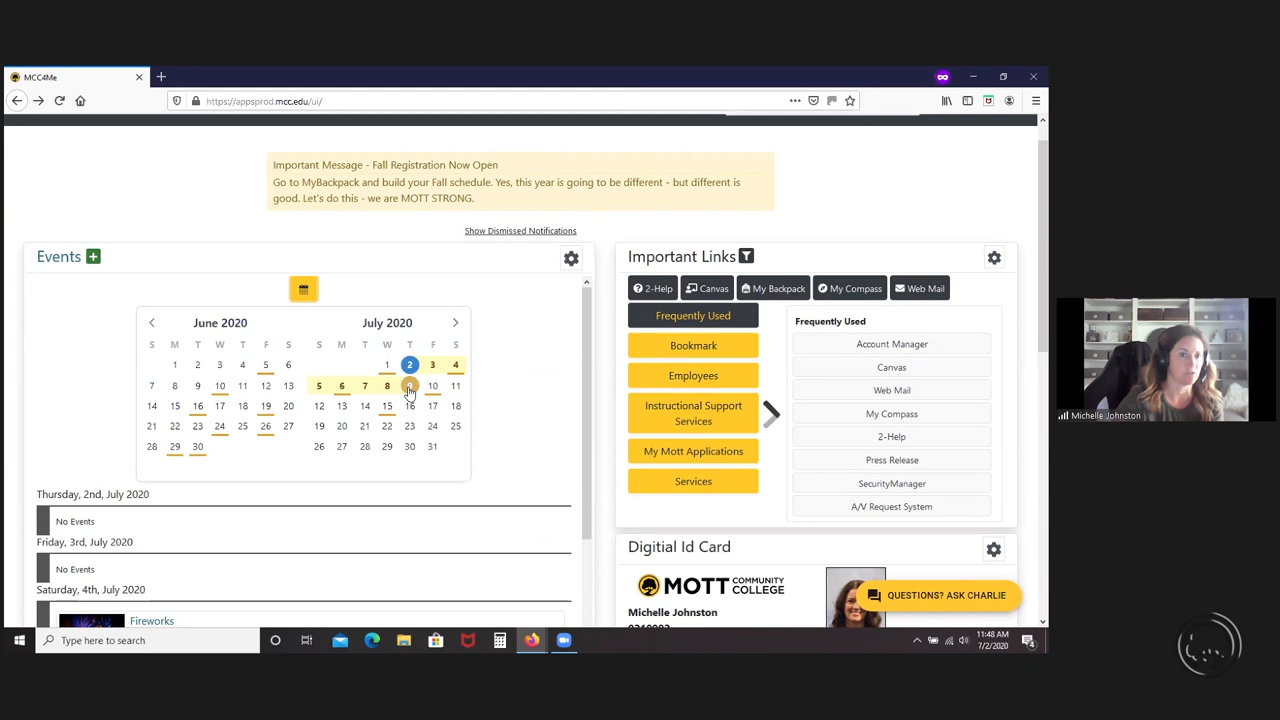 MCC4Me
https://appsprod.mcc.edu/ui/
Important Message - Fall Registration Now Open
Go to MyBackpack and build your Fall schedule. Yes, this year is going to be different - but different is
good. Let's do this - we are MOTT STRONG.
Show Dismissed Notifications
Events
June 2020
July 2020
S M T W T F S
1 2 3 4 5 6
7 8 9 10 11 12 13
14 15 16 17 18 19 20
21 22 23 24 25 26 27
28 29 30
S M T W T F S
1 2 3 4
5 6 7 8 9 10 11
12 13 14 15 16 17 18
19 20 21 22 23 24 25
26 27 28 29 30 31
Thursday, 2nd, July 2020
No Events
Friday, 3rd, July 2020
No Events
Saturday, 4th, July 2020
Fireworks
Important Links
2-Help
Canvas
My Backpack
My Compass
Web Mail
Frequently Used
Bookmark
Employees
Instructional Support
Services
My Mott Applications
Services
Frequently Used
Account Manager
Canvas
Web Mail
My Compass
2-Help
Press Release
SecurityManager
A/V Request System
Digitial Id Card
MOTT COMMUNITY
COLLEGE
Michelle Johnston
QUESTIONS? ASK CHARLIE
Michelle Johnston
Type here to search
11:48 AM
7/2/2020
4